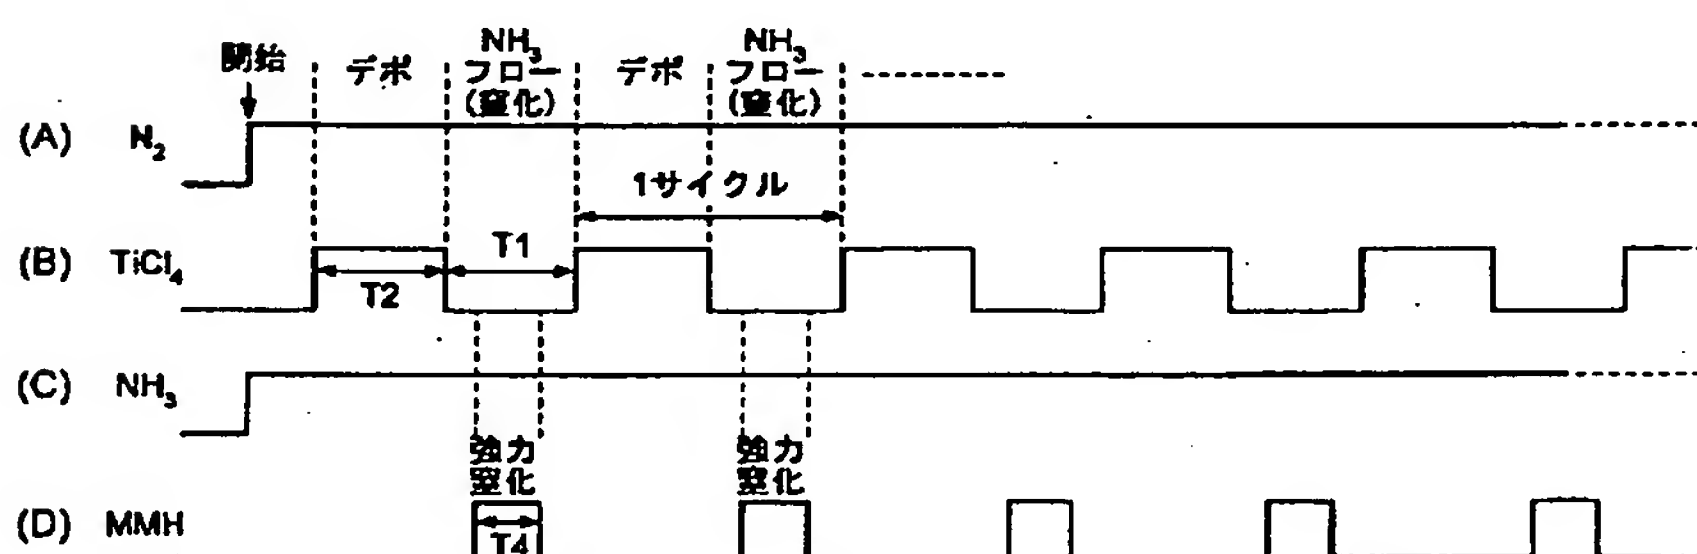 開始
デポ
NH3
フロー
(窒化)
デポ
NH3
フロー
(窒化)
(A) N2
1サイクル
(B) TiCl4
T1
T2
(C) NH3
強力
窒化
強力
窒化
(D) MMH
T4